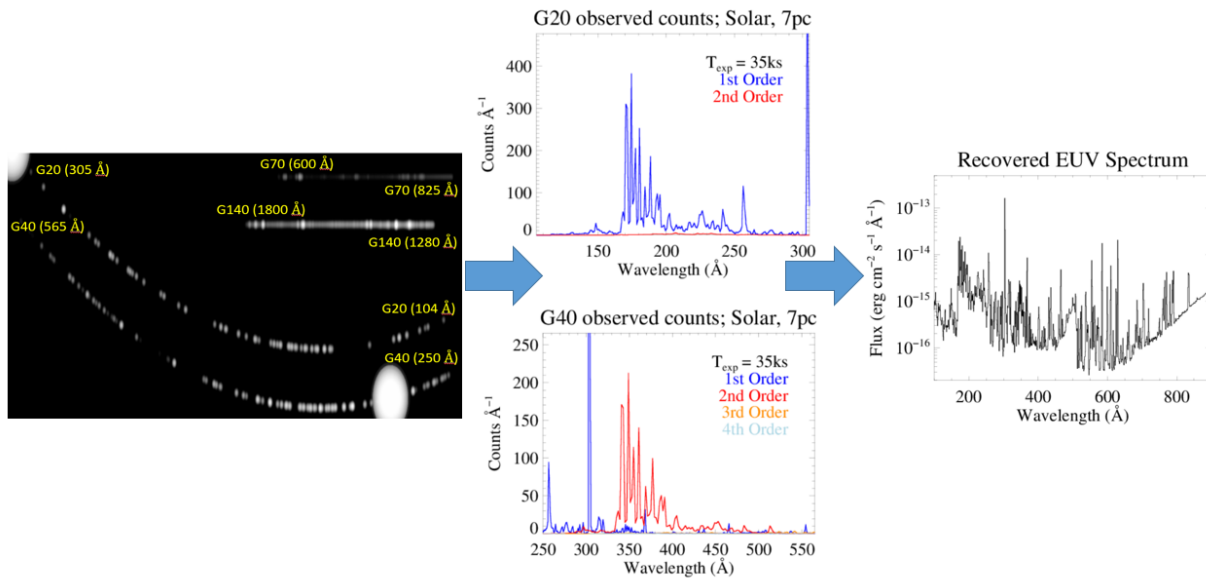 G20 (305 Å)
G70 (600 Å)
G70 (825 Å)
G140 (1800 Å)
G40 (565 Å)
G140 (1280 Å)
G20 (104 Å)
G40 (250 Å)
G20 observed counts; Solar, 7pc
Texp = 35ks
1st Order
2nd Order
Counts Å⁻¹
400
300
200
100
0
150 200 250 300
Wavelength (Å)
G40 observed counts; Solar, 7pc
Texp = 35ks
1st Order
2nd Order
3rd Order
4th Order
Counts Å⁻¹
250
200
150
100
50
0
250 300 350 400 450 500 550
Wavelength (Å)
Recovered EUV Spectrum
Flux (erg cm⁻² s⁻¹ Å⁻¹)
10⁻¹³
10⁻¹⁴
10⁻¹⁵
10⁻¹⁶
200 400 600 800
Wavelength (Å)